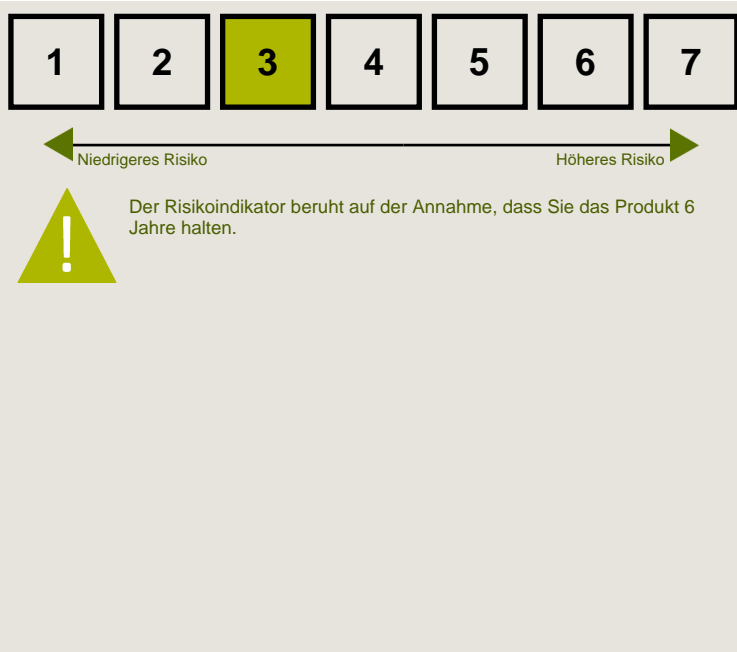 1 2 3 4 5 6 7
Niedrigeres Risiko Höheres Risiko
!
Der Risikoindikator beruht auf der Annahme, dass Sie das Produkt 6
Jahre halten.